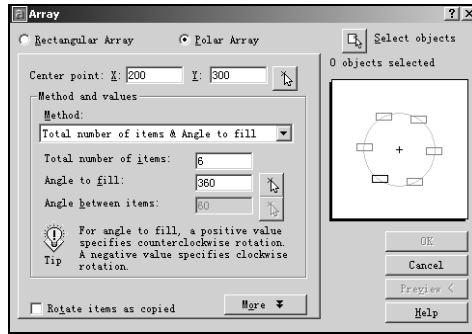 Array
Rectangular Array
Polar Array
Select objects
0 objects selected
Center point: X: 200 Y: 300
Method and values
Method:
Total number of items & Angle to fill
Total number of items: 6
Angle to fill: 360
Angle between items: 60
For angle to fill, a positive value
specifies counterclockwise rotation.
A negative value specifies clockwise
rotation.
Tip
Rotate items as copied
More
OK
Cancel
Preview <
Help